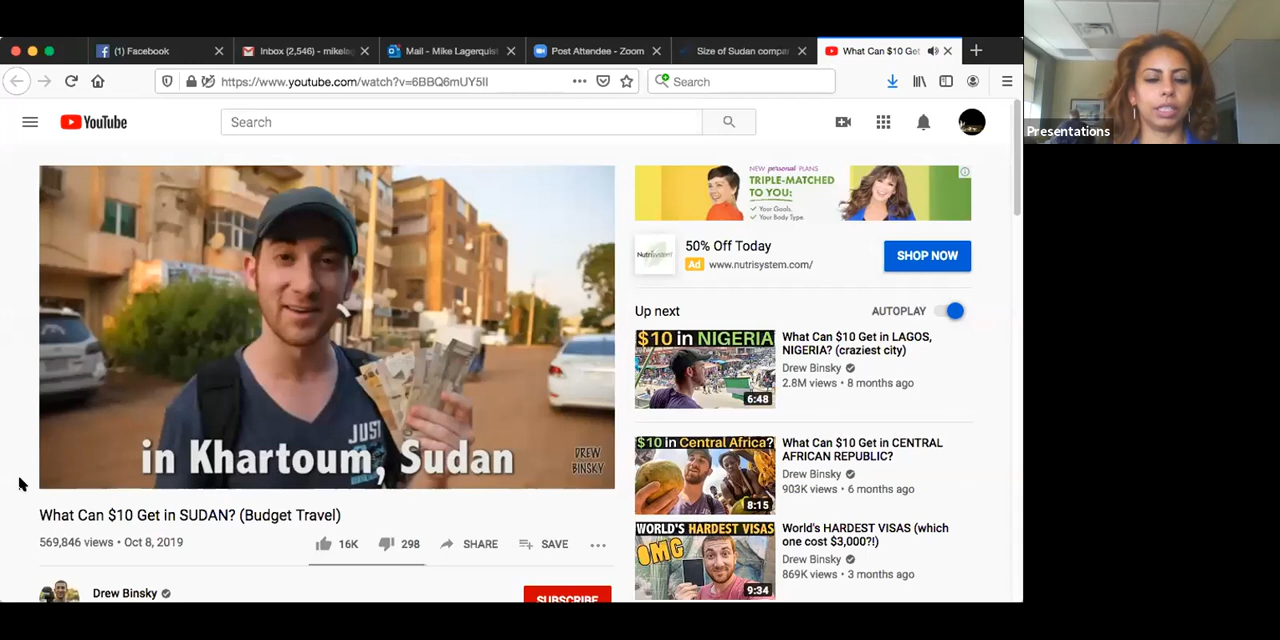 (1) Facebook
Inbox (2,546) - mikela
Mail - Mike Lagerquist
Post Attendee - Zoom
Size of Sudan compa
What Can $10 Get
https://www.youtube.com/watch?v=6BBQ6mUY5lI
Search
Presentations
YouTube
Search
NEW personal PLANS
TRIPLE-MATCHED
TO YOU:
✓ Your Goals.
✓ Your Body Type
50% Off Today
Nutrisystem
Ad www.nutrisystem.com/
SHOP NOW
JUST
in Khartoum, Sudan
DREW
BINSKY
What Can $10 Get in SUDAN? (Budget Travel)
569,846 views • Oct 8, 2019
16K
298
SHARE
SAVE
Drew Binsky
SUBSCRIBE
Up next
AUTOPLAY
$10 in NIGERIA
6:48
What Can $10 Get in LAGOS,
NIGERIA? (craziest city)
Drew Binsky
2.8M views • 8 months ago
$10 in Central Africa?
8:15
What Can $10 Get in CENTRAL
AFRICAN REPUBLIC?
Drew Binsky
903K views • 6 months ago
WORLD'S HARDEST VISAS
OMG
9:34
World's HARDEST VISAS (which
one cost $3,000?!)
Drew Binsky
869K views • 3 months ago